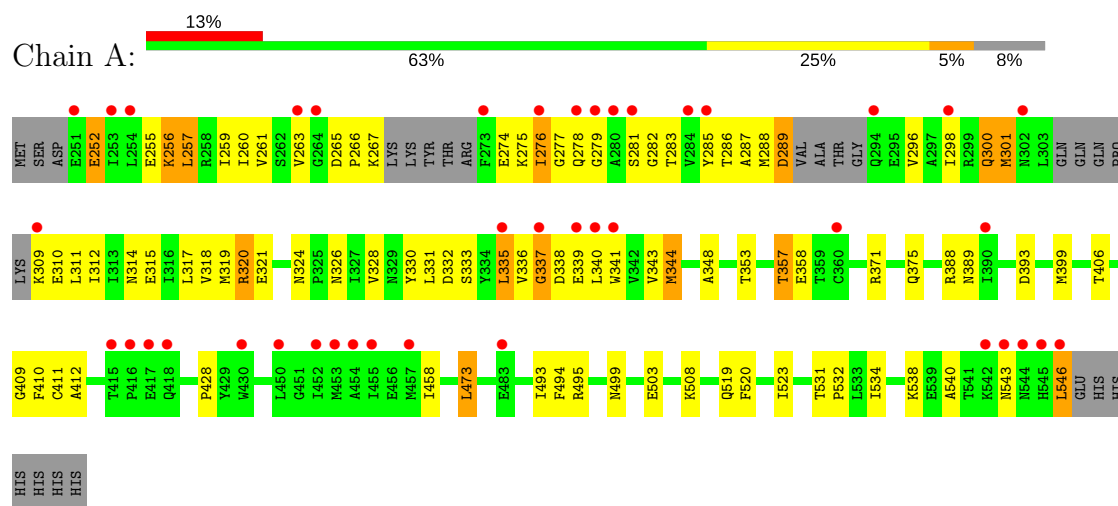 13%
Chain A:
63% 25% 5% 8%
MET SER ASP E251 E252 I253 L254 E255 K256 L257 R258 I259 I260 V261 S262 V263 G264 D265 P266 K267 LYS LYS TYR THR ARG F273 E274 K275 I276 G277 Q278 G279 A280 S281 G282 T283 V284 Y285 T286 A287 M288 D289 VAL ALA THR GLY Q294 E295 V296 A297 I298 R299 Q300 M301 N302 L303 GLN GLN GLN PRO
LYS K309 E310 L311 I312 I313 N314 E315 I316 L317 V318 M319 R320 E321 N324 P325 N326 I327 V328 N329 Y330 L331 D332 S333 Y334 L335 V336 G337 D338 E339 L340 W341 V342 V343 M344 A348 T353 T357 E358 T359 C360 R371 Q375 R388 N389 I390 D393 M399 T406
G409 F410 C411 A412 T415 P416 E417 Q418 P428 Y429 W430 L450 G451 I452 M453 A454 I455 E456 M457 I458 L473 E483 I493 F494 R495 N499 E503 K508 Q519 F520 I523 T531 P532 L533 I534 K538 E539 A540 T541 K542 N543 N544 H545 L546 GLU HIS HIS
HIS HIS HIS HIS